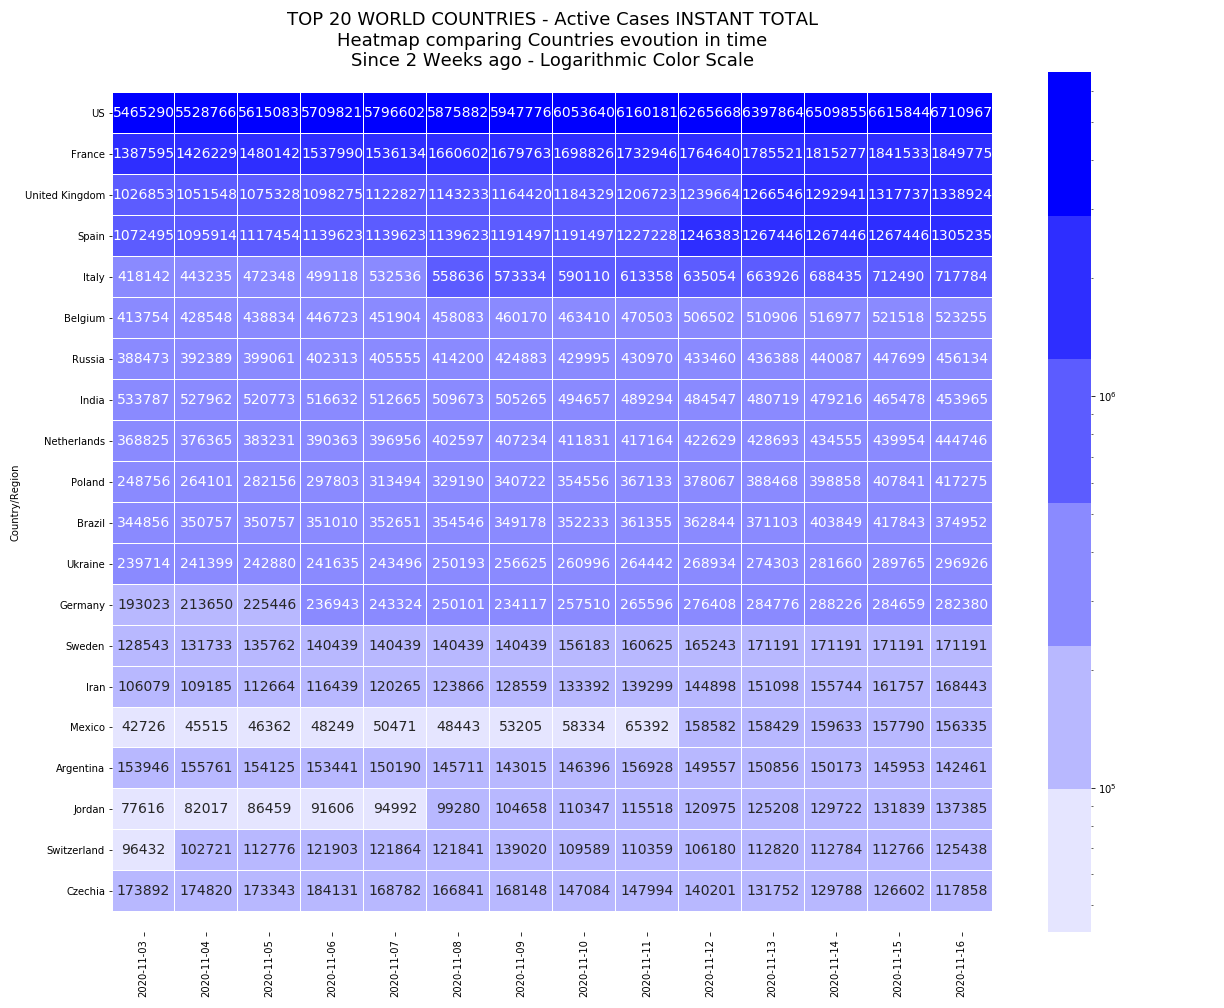 TOP 20 WORLD COUNTRIES - Active Cases INSTANT TOTAL
Heatmap comparing Countries evoution in time
Since 2 Weeks ago - Logarithmic Color Scale
US 5465290 5528766 5615083 5709821 5796602 5875882 5947776 6053640 6160181 6265668 6397864 6509855 6615844 6710967
France 1387595 1426229 1480142 1537990 1536134 1660602 1679763 1698826 1732946 1764640 1785521 1815277 1841533 1849775
United Kingdom 1026853 1051548 1075328 1098275 1122827 1143233 1164420 1184329 1206723 1239664 1266546 1292941 1317737 1338924
Spain 1072495 1095914 1117454 1139623 1139623 1139623 1191497 1191497 1227228 1246383 1267446 1267446 1267446 1305235
Italy 418142 443235 472348 499118 532536 558636 573334 590110 613358 635054 663926 688435 712490 717784
Belgium 413754 428548 438834 446723 451904 458083 460170 463410 470503 506502 510906 516977 521518 523255
Russia 388473 392389 399061 402313 405555 414200 424883 429995 430970 433460 436388 440087 447699 456134
India 533787 527962 520773 516632 512665 509673 505265 494657 489294 484547 480719 479216 465478 453965
Netherlands 368825 376365 383231 390363 396956 402597 407234 411831 417164 422629 428693 434555 439954 444746
Poland 248756 264101 282156 297803 313494 329190 340722 354556 367133 378067 388468 398858 407841 417275
Brazil 344856 350757 350757 351010 352651 354546 349178 352233 361355 362844 371103 403849 417843 374952
Ukraine 239714 241399 242880 241635 243496 250193 256625 260996 264442 268934 274303 281660 289765 296926
Germany 193023 213650 225446 236943 243324 250101 234117 257510 265596 276408 284776 288226 284659 282380
Sweden 128543 131733 135762 140439 140439 140439 140439 156183 160625 165243 171191 171191 171191 171191
Iran 106079 109185 112664 116439 120265 123866 128559 133392 139299 144898 151098 155744 161757 168443
Mexico 42726 45515 46362 48249 50471 48443 53205 58334 65392 158582 158429 159633 157790 156335
Argentina 153946 155761 154125 153441 150190 145711 143015 146396 156928 149557 150856 150173 145953 142461
Jordan 77616 82017 86459 91606 94992 99280 104658 110347 115518 120975 125208 129722 131839 137385
Switzerland 96432 102721 112776 121903 121864 121841 139020 109589 110359 106180 112820 112784 112766 125438
Czechia 173892 174820 173343 184131 168782 166841 168148 147084 147994 140201 131752 129788 126602 117858
Country/Region
2020-11-03 2020-11-04 2020-11-05 2020-11-06 2020-11-07 2020-11-08 2020-11-09 2020-11-10 2020-11-11 2020-11-12 2020-11-13 2020-11-14 2020-11-15 2020-11-16
10⁶
10⁵